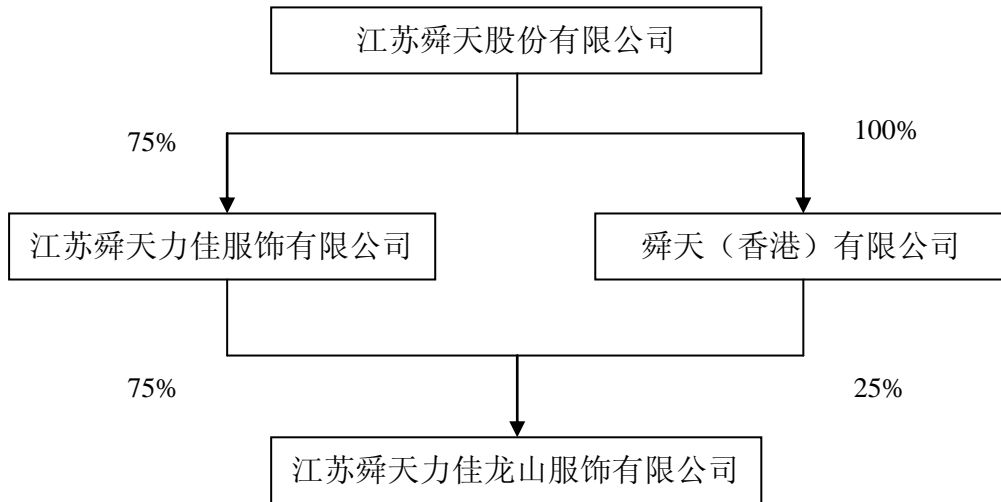 江苏舜天股份有限公司
75%
100%
江苏舜天力佳服饰有限公司
舜天（香港）有限公司
75%
25%
江苏舜天力佳龙山服饰有限公司